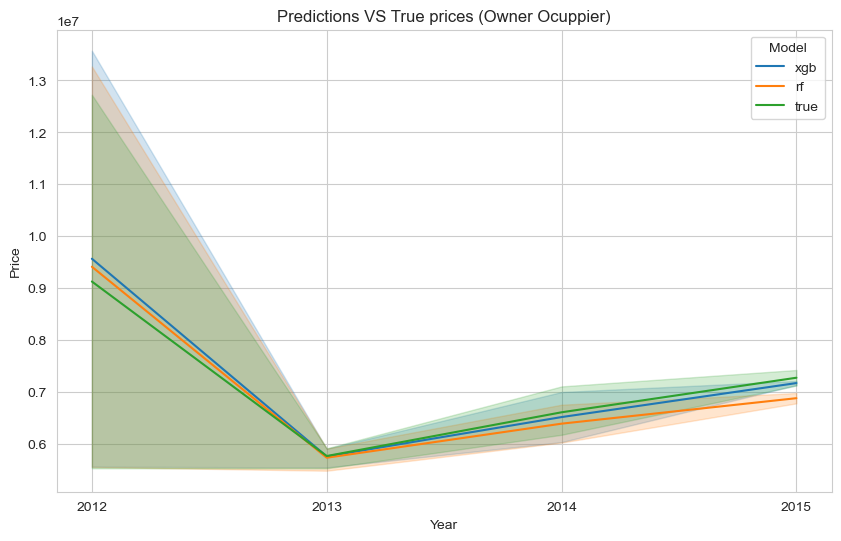 Predictions VS True prices (Owner Ocuppier)
1e7
Model
xgb
rf
true
1.3
1.2
1.1
1.0
0.9
0.8
0.7
0.6
Price
2012
2013
2014
2015
Year